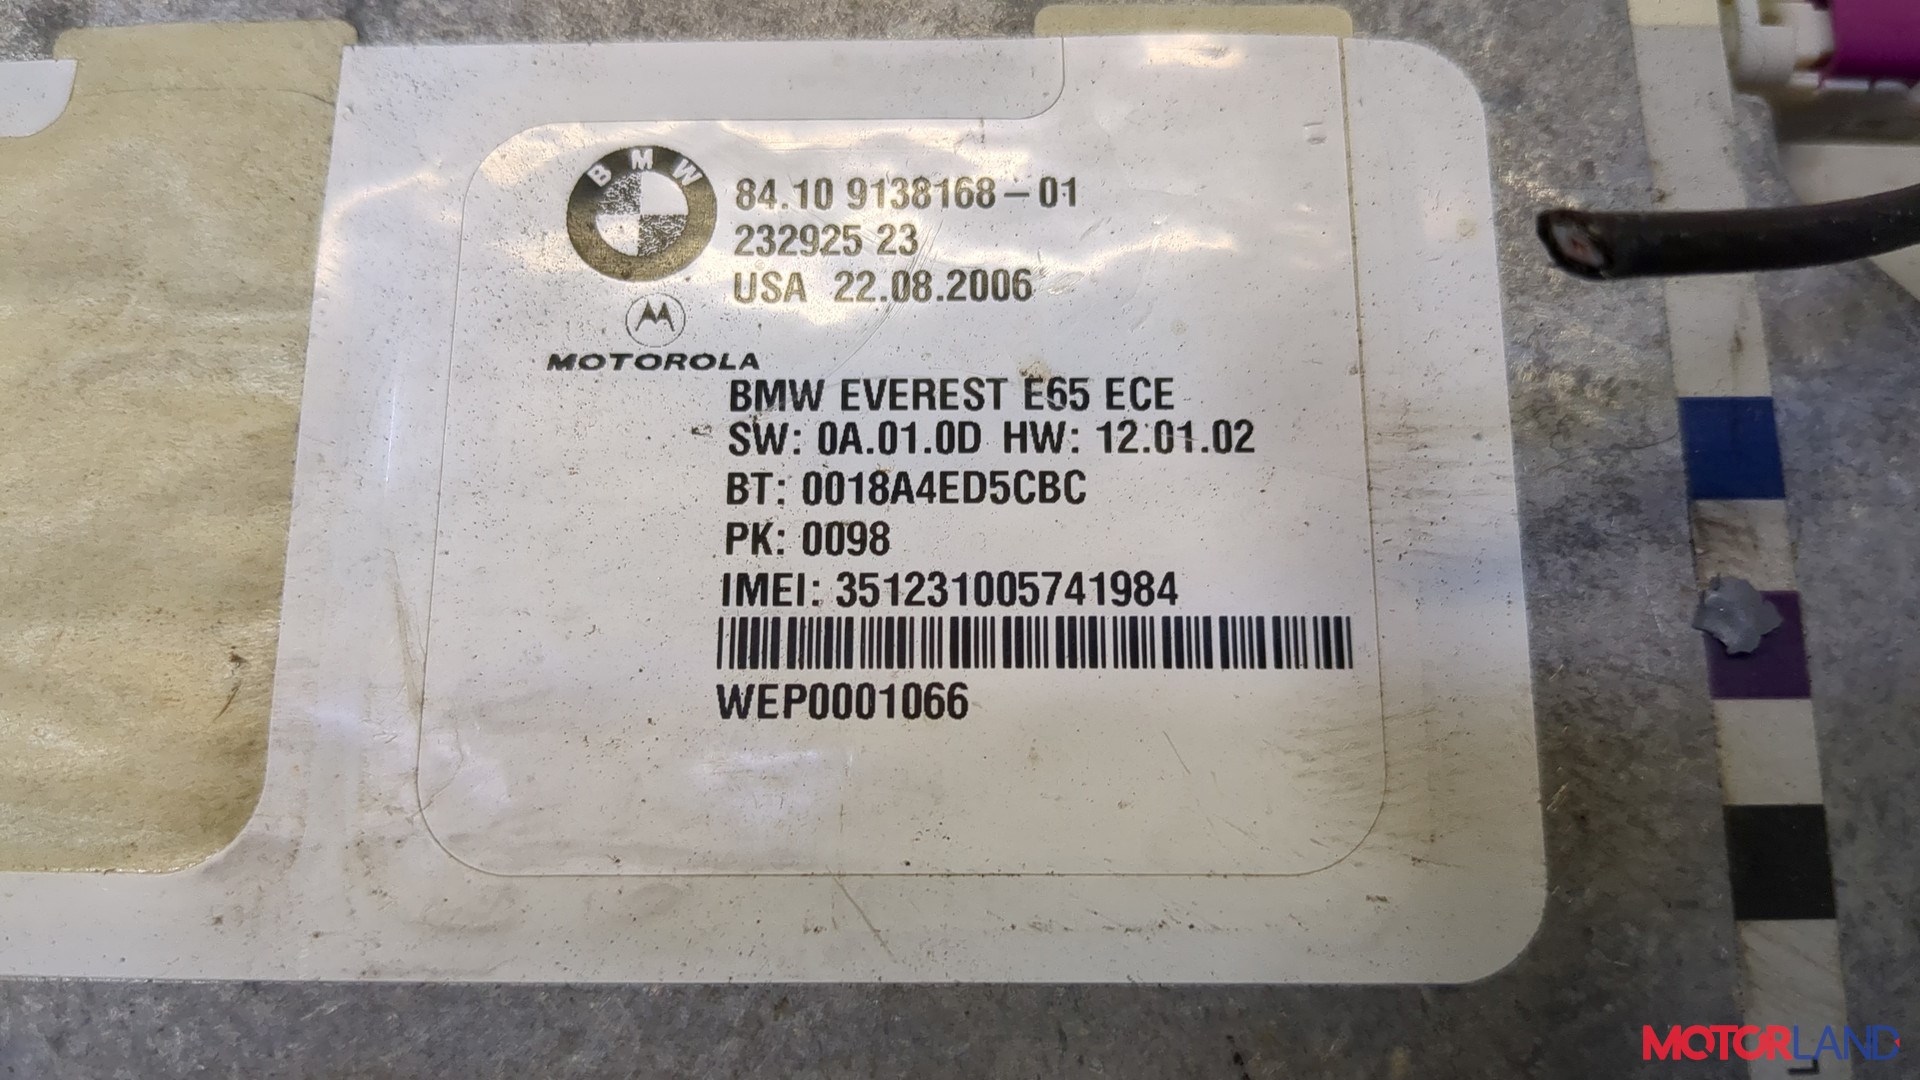 BMW
84.10 9138168-01
232925 23
USA 22.08.2006
MOTOROLA
BMW EVEREST E65 ECE
SW: 0A.01.0D HW: 12.01.02
BT: 0018A4ED5CBC
PK: 0098
IMEI: 351231005741984
WEP0001066
MOTORLAND